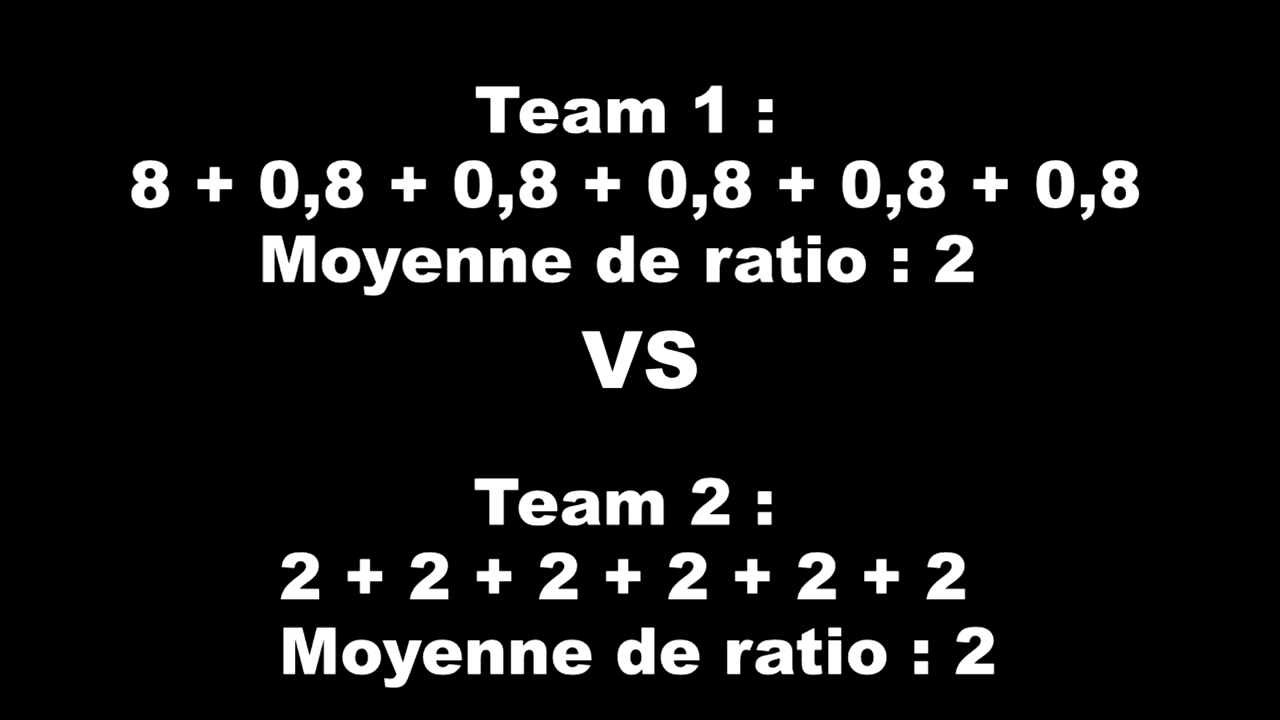 Team 1 :
8 + 0,8 + 0,8 + 0,8 + 0,8 + 0,8
Moyenne de ratio : 2
VS
Team 2 :
2 + 2 + 2 + 2 + 2 + 2
Moyenne de ratio : 2